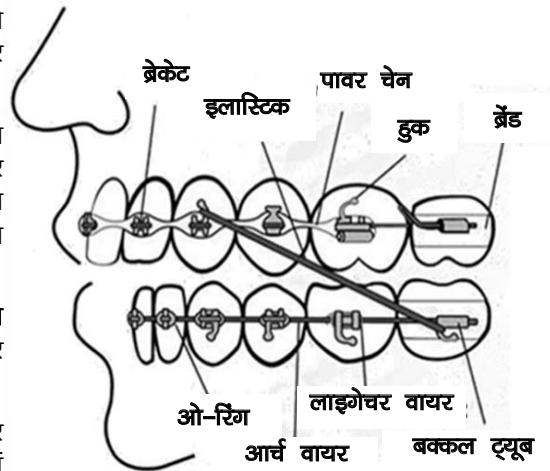 ब्रेकेट
पावर चेन
इलास्टिक
हुक
ब्रेंड
ओ-रिंग
लाइगेचर वायर
आर्च वायर
बक्कल ट्यूब